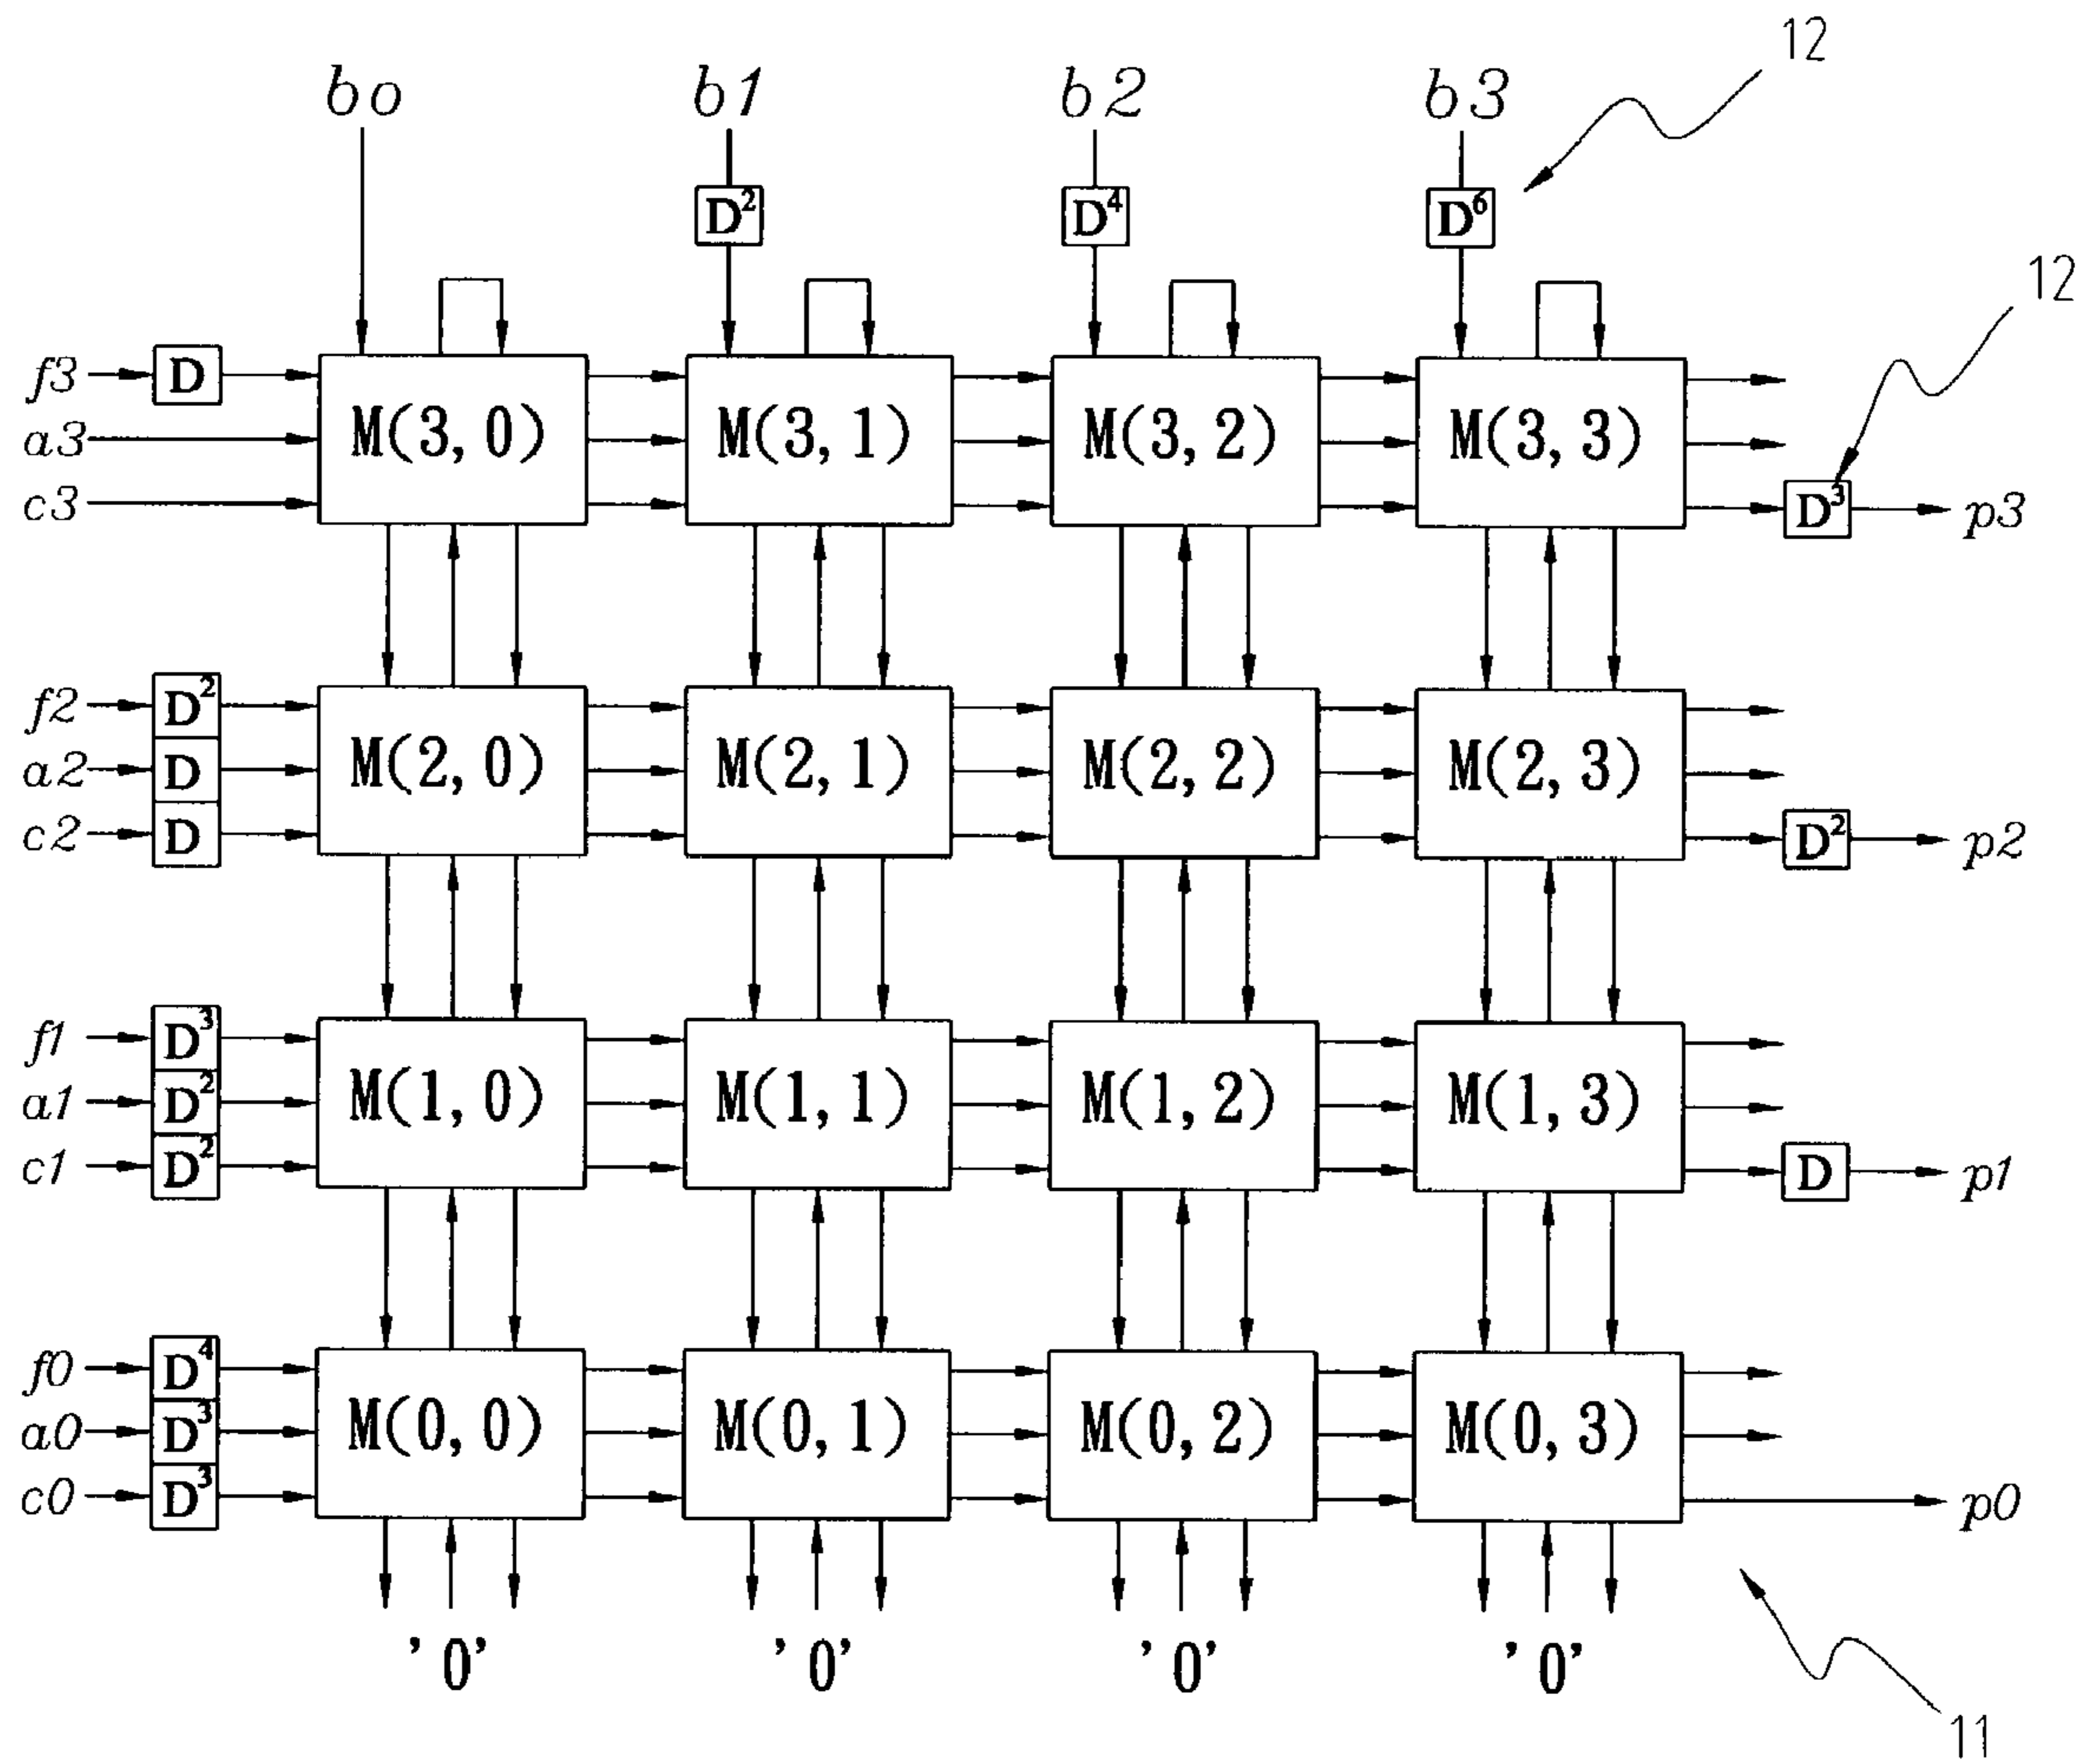 12
bo b1 b2 b3
D² D⁴ D⁶
12
f3 D
a3 M(3,0) M(3,1) M(3,2) M(3,3)
c3 D³ p3
f2 D²
a2 D M(2,0) M(2,1) M(2,2) M(2,3)
c2 D D² p2
f1 D³
a1 D² M(1,0) M(1,1) M(1,2) M(1,3)
c1 D² D p1
f0 D⁴
a0 D³ M(0,0) M(0,1) M(0,2) M(0,3)
c0 D³ p0
'0' '0' '0' '0'
11